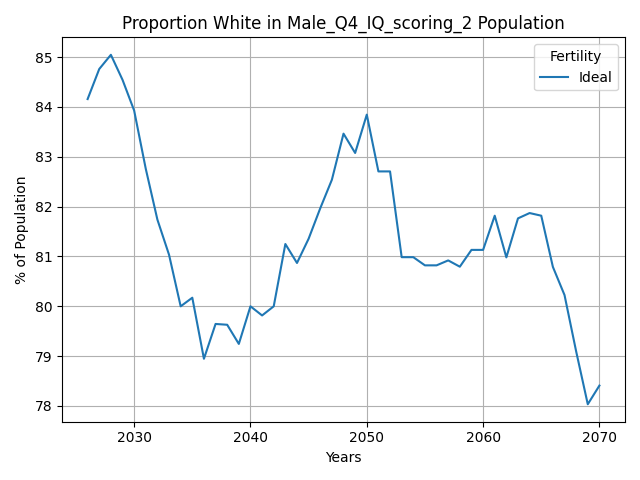 Proportion White in Male_Q4_IQ_scoring_2 Population
Fertility
Ideal
% of Population
85
84
83
82
81
80
79
78
2030
2040
2050
2060
2070
Years